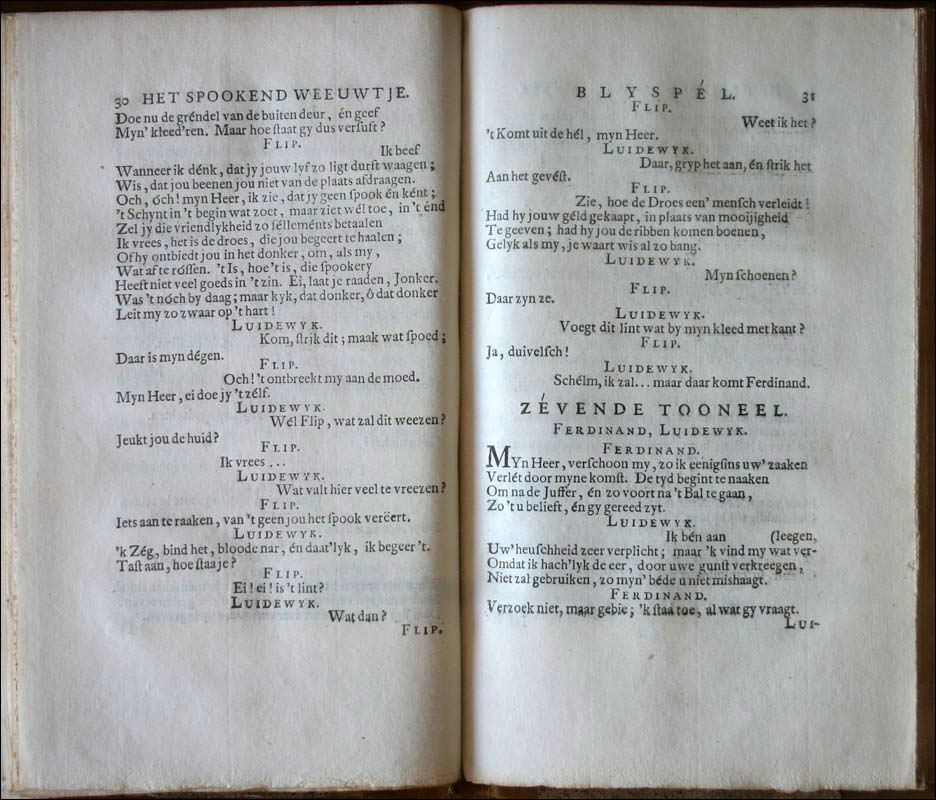 30 HET SPOOKEND WEEUWTJE.
Doe nu de gréndel van de buiten deur, én geef
Myn' kleed'ren. Maar hoe ſtaat gy dus verſuft?
FLIP.
Ik beef
Wanneer ik dénk, dat jy jouw lyf zo ligt durft waagen;
Wis, dat jou beenen jou niet van de plaats afdraagen.
Och, óch! myn Heer, ik zie, dat jy geen ſpook én ként;
't Schynt in 't begin wat zoet, maar ziet wél toe, in 't énd
Zel jy die vriendlykheid zo félleménts betaalen
Ik vrees, het is de droes, die jou begeert te haalen;
Of hy ontbiedt jou in het donker, om, als my,
Wat af te róſſen. 't Is, hoe 't is, die ſpookery
Heeft niet veel goeds in 't zin. Ei, laat je raaden, Jonker.
Was 't nóch by daag; maar kyk, dat donker, ô dat donker
Leit my zo zwaar op 't hart!
LUIDEWYK.
Kom, ſtrik dit; maak wat ſpoed;
Daar is myn dégen.
FLIP.
Och! 't ontbreekt my aan de moed.
Myn Heer, ei doe jy 't zélf.
LUIDEWYK.
Wél Flip, wat zal dit weezen?
Jeukt jou de huid?
FLIP.
Ik vrees ...
LUIDEWYK.
Wat valt hier veel te vreezen?
FLIP.
Iets aan te raaken, van 't geen jou het ſpook vereërt.
LUIDEWYK.
'k Zég, bind het, bloode nar, én daat'lyk, ik begeer 't.
Taſt aan, hoe ſtaa je?
FLIP.
Ei! ei! is 't lint?
LUIDEWYK.
Wat dan?
FLIP.
BLYSPÉL. 31
FLIP.
Weet ik het?
't Komt uit de hél, myn Heer.
LUIDEWYK.
Daar, gryp het aan, én ſtrik het
Aan het gevéſt.
FLIP.
Zie, hoe de Droes een' menſch verleidt!
Had hy jouw géld gekaapt, in plaats van mooijigheid
Te geeven; had hy jou de ribben komen boenen,
Gelyk als my, je waart wis al zo bang.
LUIDEWYK.
Myn ſchoenen?
FLIP.
Daar zyn ze.
LUIDEWYK.
Voegt dit lint wat by myn kleed met kant?
FLIP.
Ja, duivelſch!
LUIDEWYK.
Schélm, ik zal... maar daar komt Ferdinand.
ZÉVENDE TOONEEL.
FERDINAND, LUIDEWYK.
FERDINAND.
MYn Heer, verſchoon my, zo ik eenigſins uw' zaaken
Verlét door myne komſt. De tyd begint te naaken
Om na de Juffer, én zo voort na 't Bal te gaan,
Zo 't u belieft, én gy gereed zyt.
LUIDEWYK.
Ik bén aan (leegen,
Uw' heuſchheid zeer verplicht; maar 'k vind my wat ver-
Omdat ik hach'lyk de eer, door uwe gunſt verkreegen,
Niet zal gebruiken, zo myn' béde u niet mishaagt.
FERDINAND.
Verzoek niet, maar gebie; 'k ſtaa toe, al wat gy vraagt.
LUI-